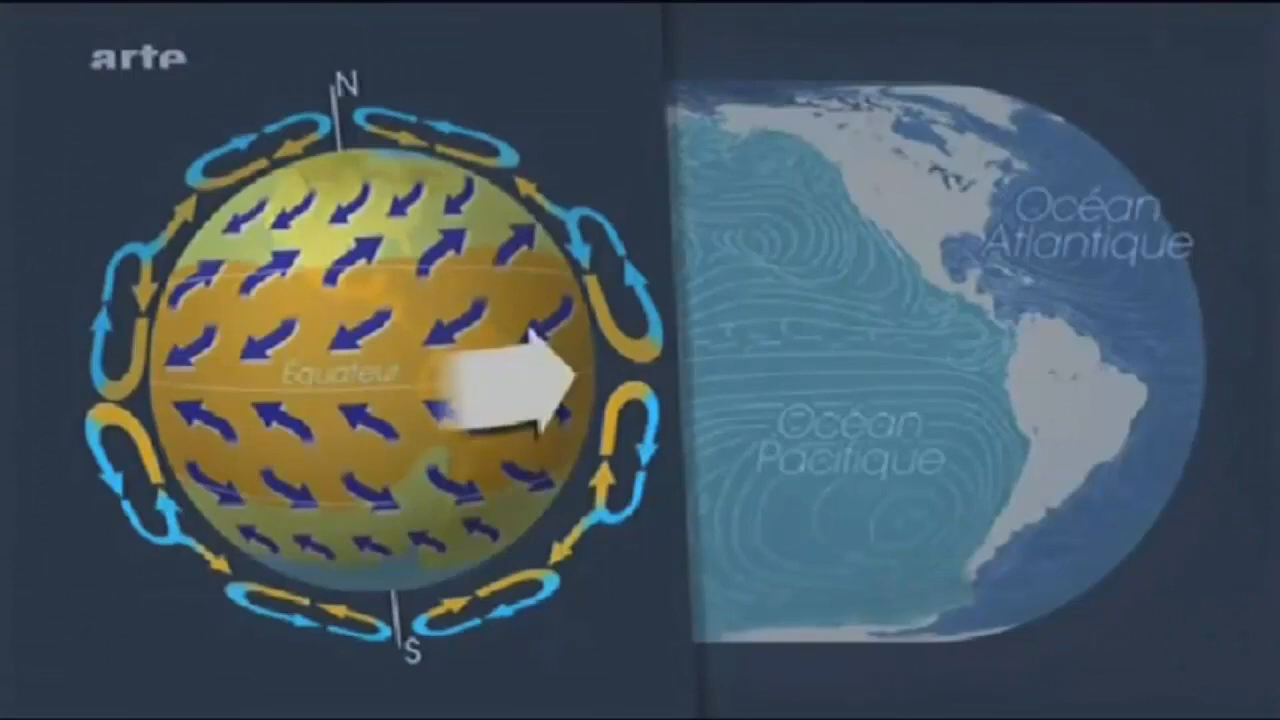 arte
N
Équateur
S
Océan
Atlantique
Océan
Pacifique